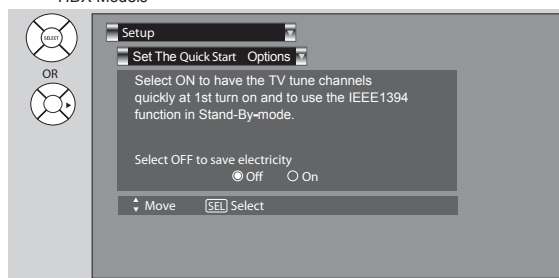 HDX Models
SELECT
OR
Setup
Set The Quick Start Options
Select ON to have the TV tune channels
quickly at 1st turn on and to use the IEEE1394
function in Stand-By-mode.
Select OFF to save electricity
Off On
Move SEL Select